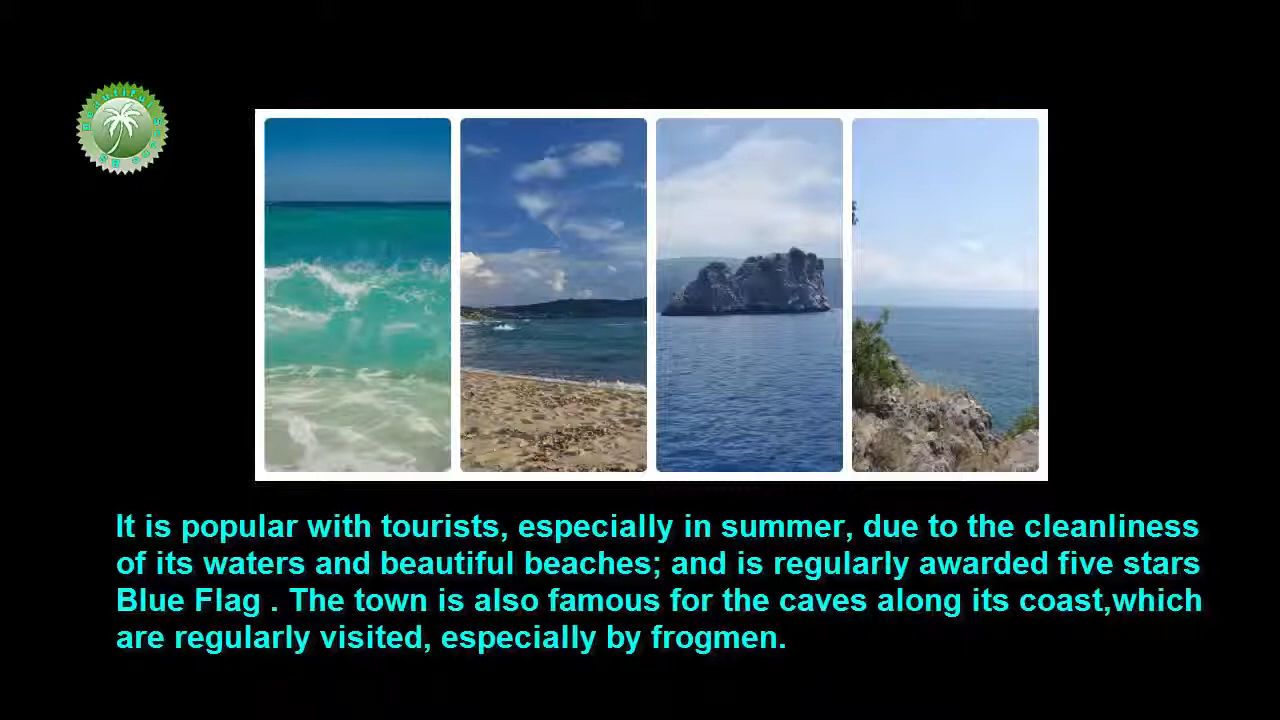 It is popular with tourists, especially in summer, due to the cleanliness
of its waters and beautiful beaches; and is regularly awarded five stars
Blue Flag . The town is also famous for the caves along its coast,which
are regularly visited, especially by frogmen.